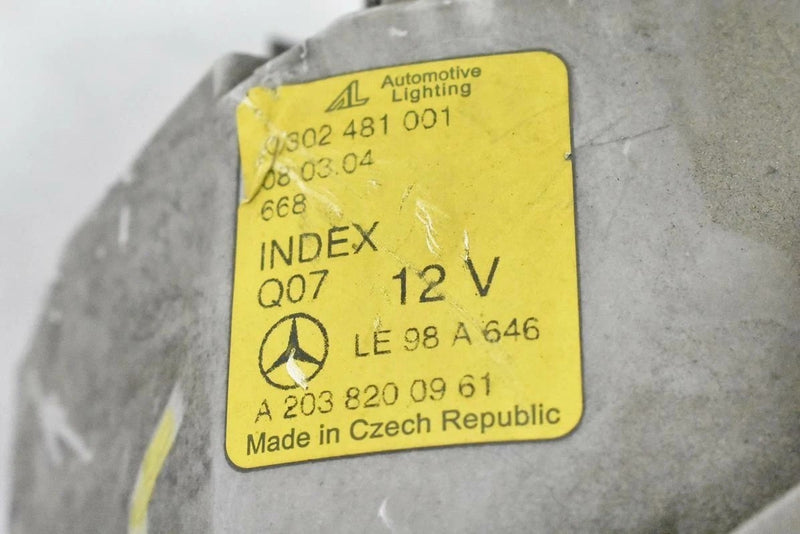 AL Automotive
Lighting
0302 481 001
08.03.04
668
INDEX
Q07 12 V
LE 98 A 646
A 203 820 09 61
Made in Czech Republic